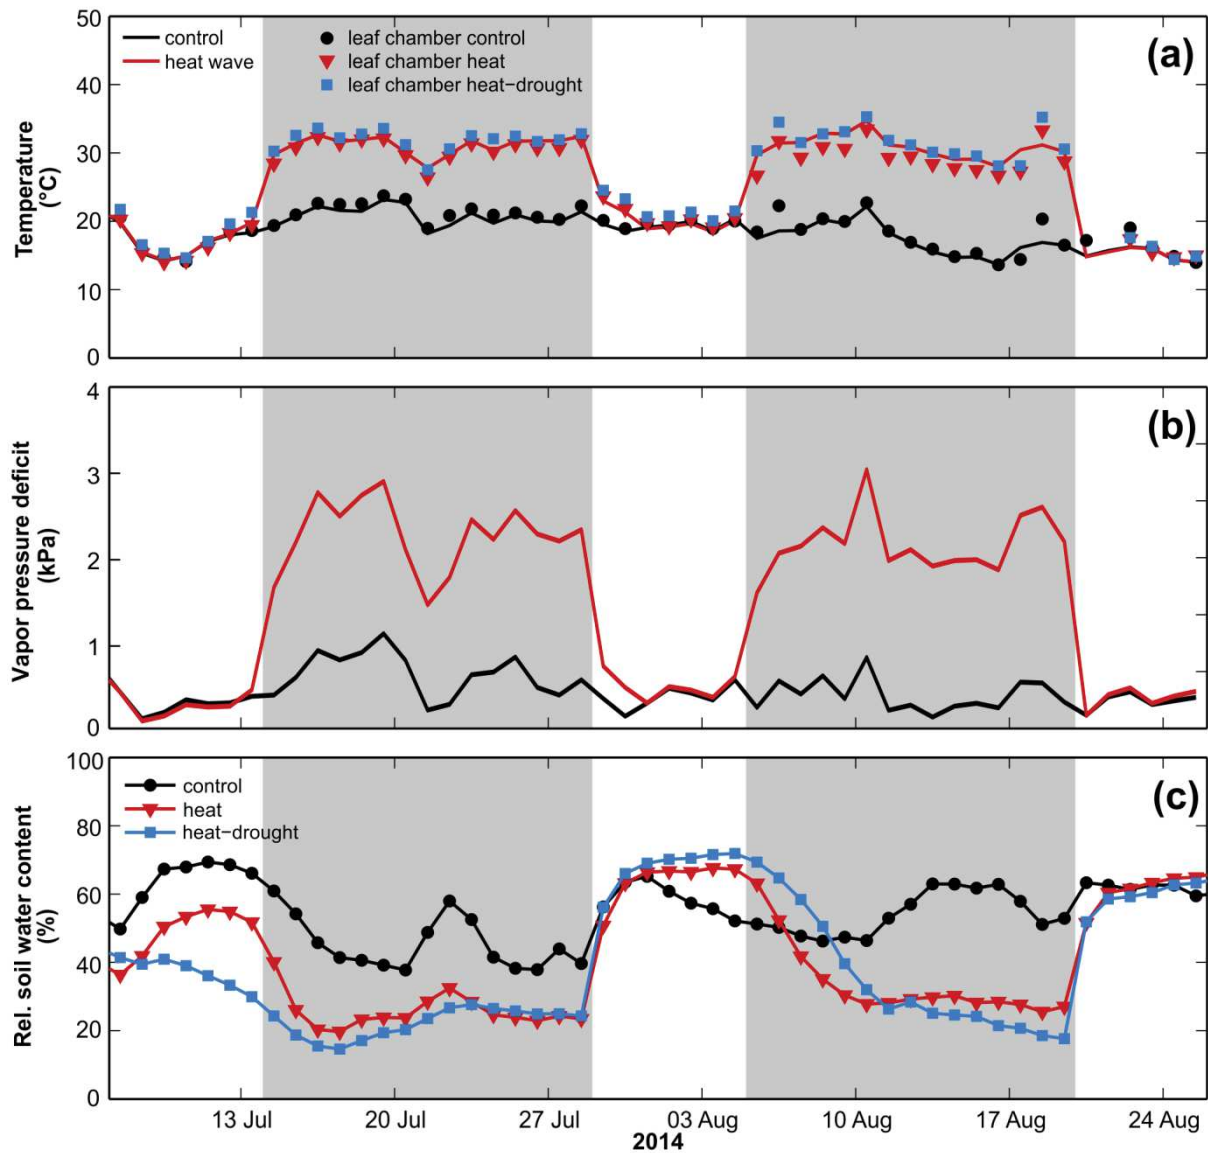 50
40
30
20
10
0
Temperature
(°C)
control
heat wave
leaf chamber control
leaf chamber heat
leaf chamber heat−drought
(a)
4
3
2
1
0
Vapor pressure deficit
(kPa)
(b)
100
80
60
40
20
0
Rel. soil water content
(%)
control
heat
heat−drought
(c)
13 Jul 20 Jul 27 Jul 03 Aug 10 Aug 17 Aug 24 Aug
2014